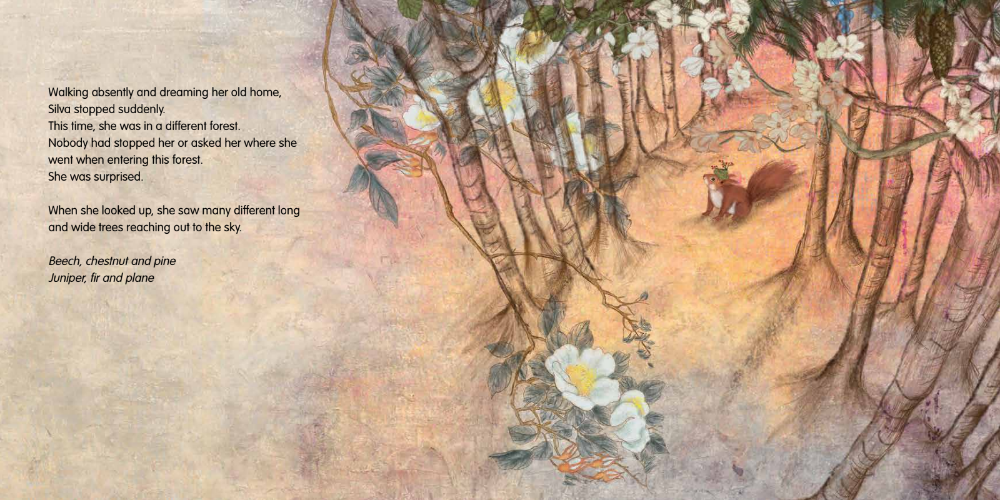 Walking absently and dreaming her old home,
Silva stopped suddenly.
This time, she was in a different forest.
Nobody had stopped her or asked her where she
went when entering this forest.
She was surprised.
When she looked up, she saw many different long
and wide trees reaching out to the sky.
Beech, chestnut and pine
Juniper, fir and plane